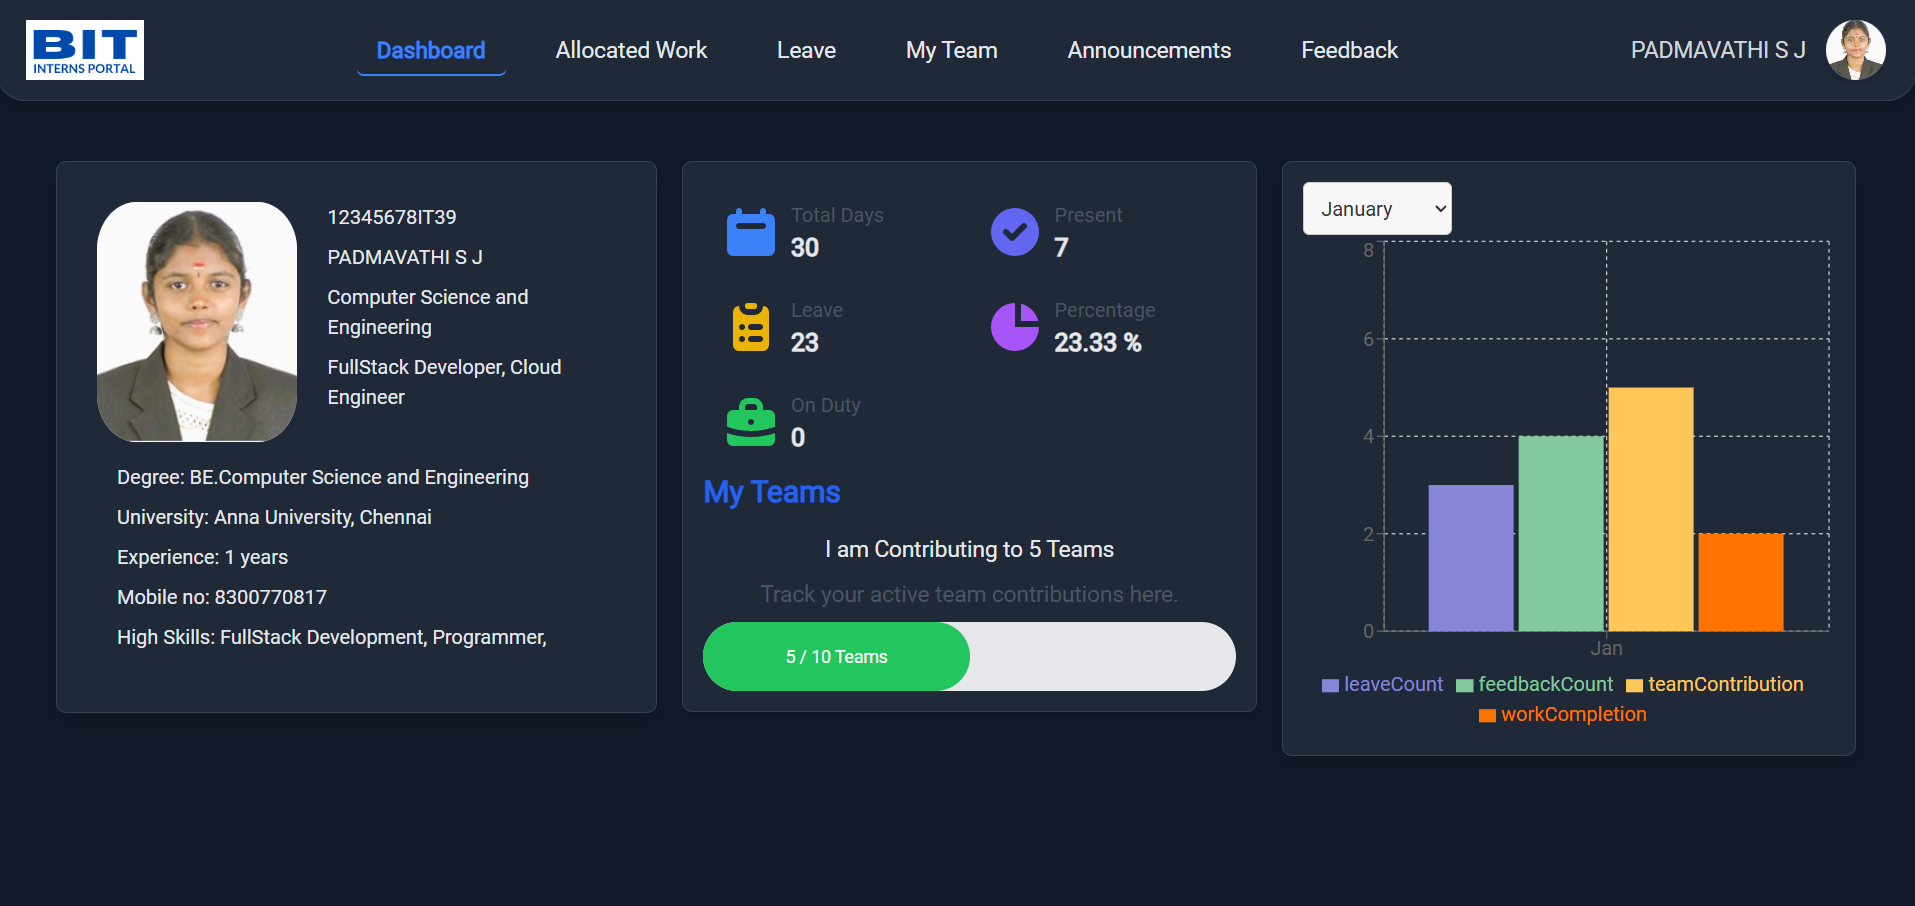 BIT
INTERNS PORTAL
Dashboard
Allocated Work
Leave
My Team
Announcements
Feedback
PADMAVATHI S J
12345678IT39
PADMAVATHI S J
Computer Science and
Engineering
FullStack Developer, Cloud
Engineer
Degree: BE.Computer Science and Engineering
University: Anna University, Chennai
Experience: 1 years
Mobile no: 8300770817
High Skills: FullStack Development, Programmer,
Total Days
30
Present
7
Leave
23
Percentage
23.33 %
On Duty
0
My Teams
I am Contributing to 5 Teams
Track your active team contributions here.
5 / 10 Teams
January
8
6
4
2
0
Jan
leaveCount
feedbackCount
teamContribution
workCompletion